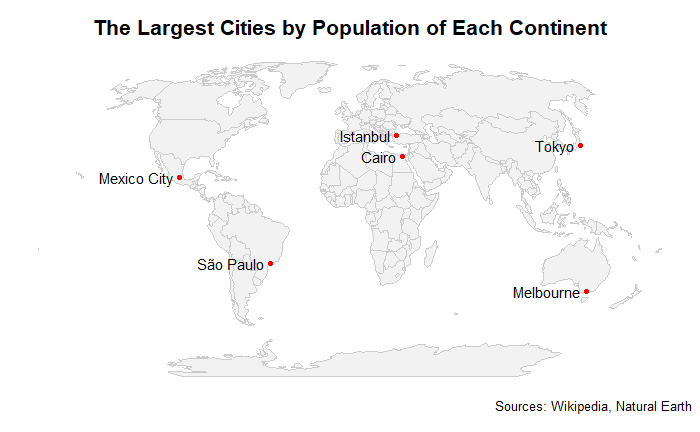 The Largest Cities by Population of Each Continent
Istanbul
Tokyo
Cairo
Mexico City
São Paulo
Melbourne
Sources: Wikipedia, Natural Earth